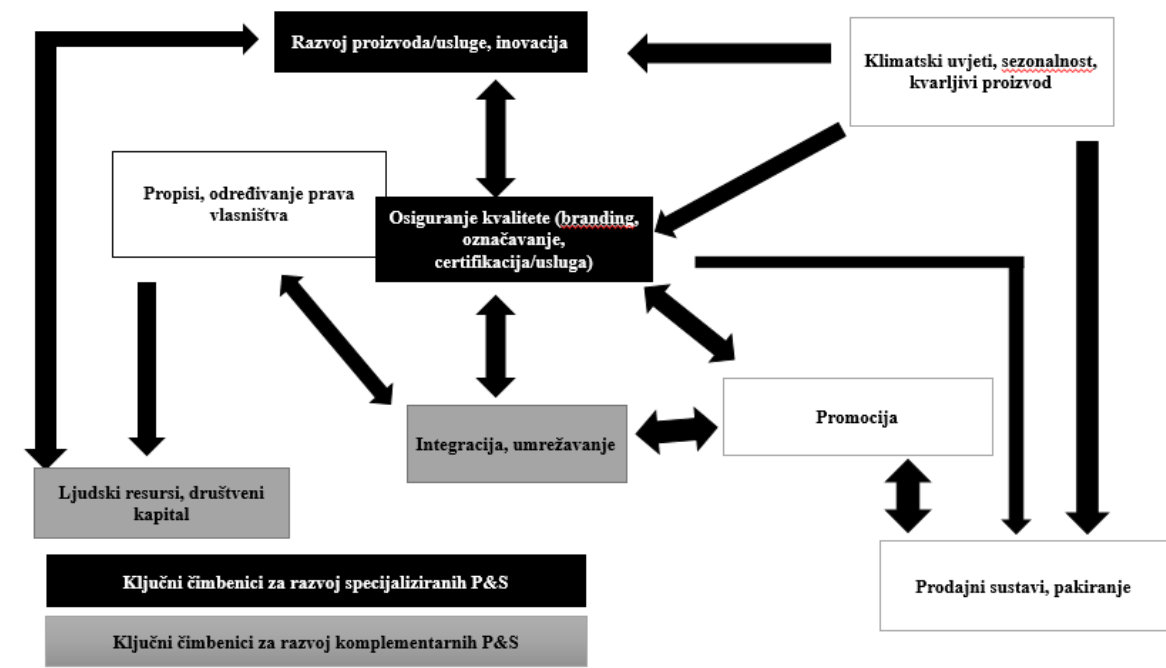 Razvoj proizvoda/usluge, inovacija
Klimatski uvjeti, sezonalnost,
kvarljivi proizvod
Propisi, određivanje prava
vlasništva
Osiguranje kvalitete (branding,
označavanje,
certifikacija/usluga)
Promocija
Integracija, umrežavanje
Ljudski resursi, društveni
kapital
Prodajni sustavi, pakiranje
Ključni čimbenici za razvoj specijaliziranih P&S
Ključni čimbenici za razvoj komplementarnih P&S